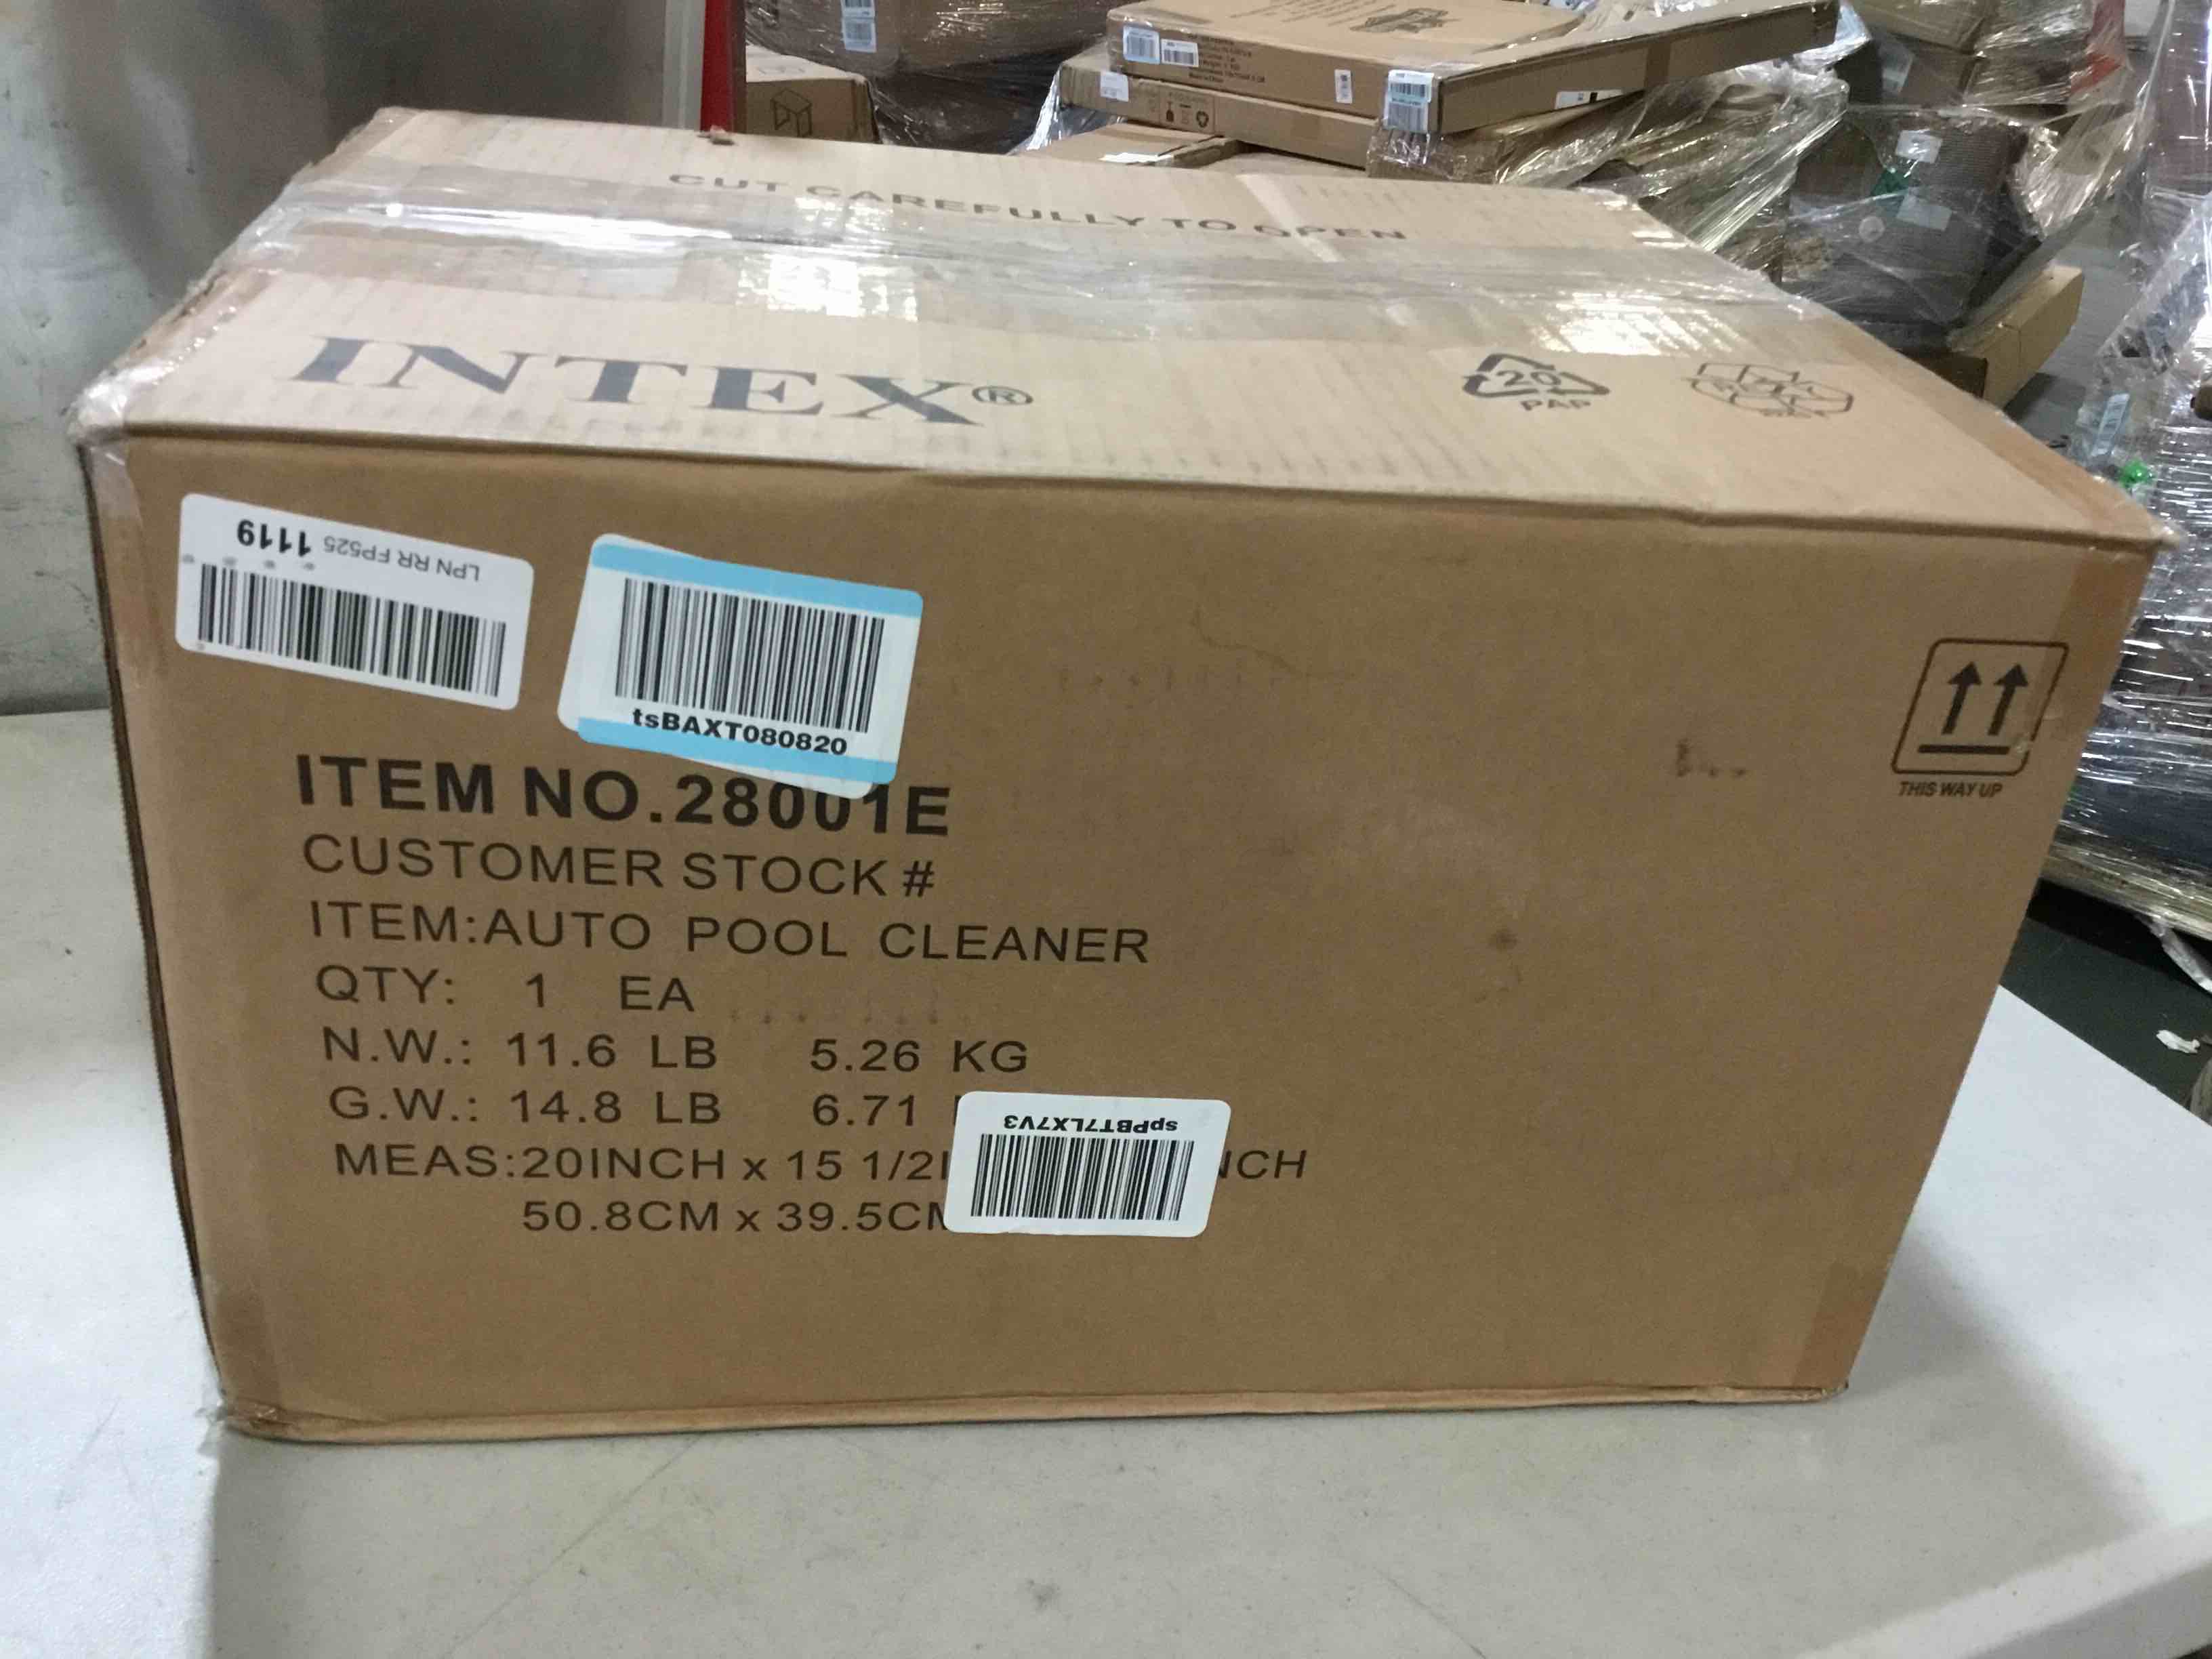 CUT CAREFULLY TO OPEN
INTEX®
20
PAP
LPN RR FP525 1119
tsBAXT080820
ITEM NO.28001E
CUSTOMER STOCK #
ITEM:AUTO POOL CLEANER
QTY: 1 EA
N.W.: 11.6 LB 5.26 KG
G.W.: 14.8 LB 6.71
MEAS:20INCH x 15 1/2
50.8CM x 39.5CM
spPBT7LX7V3
THIS WAY UP